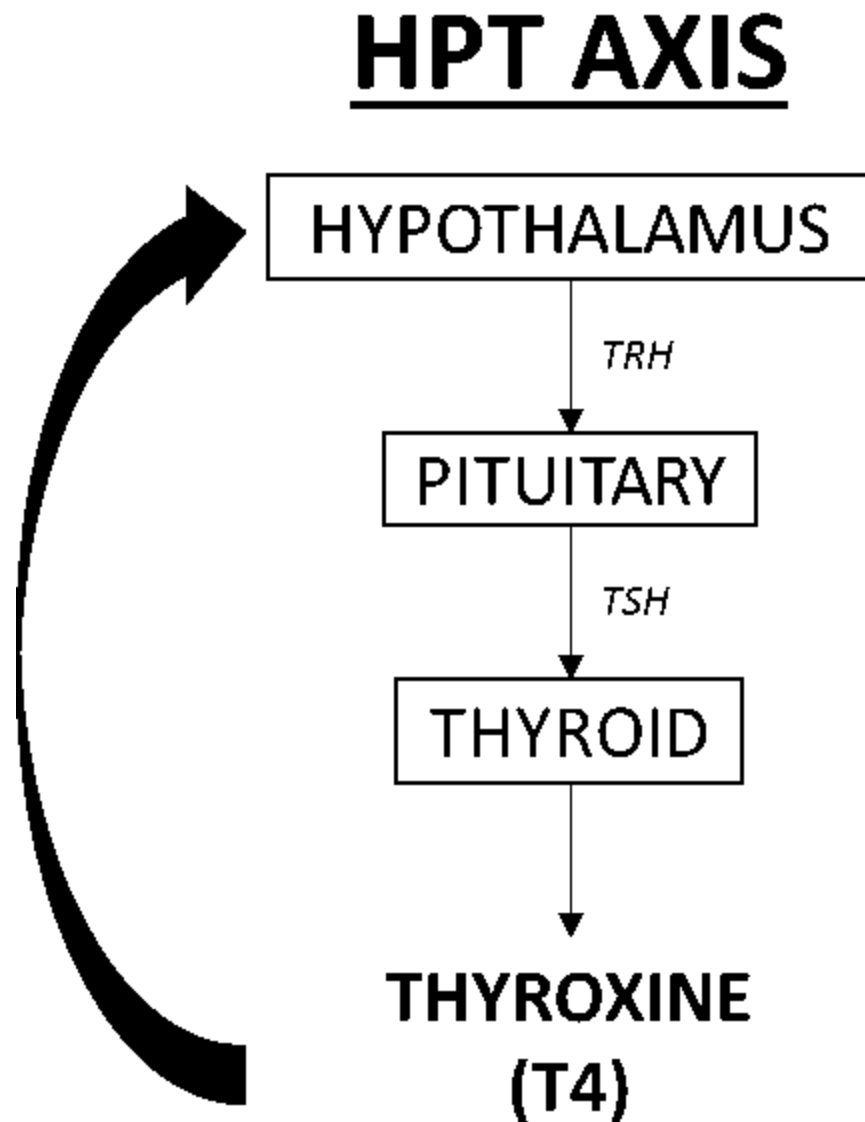 HPT AXIS
HYPOTHALAMUS
TRH
PITUITARY
TSH
THYROID
THYROXINE
(T4)